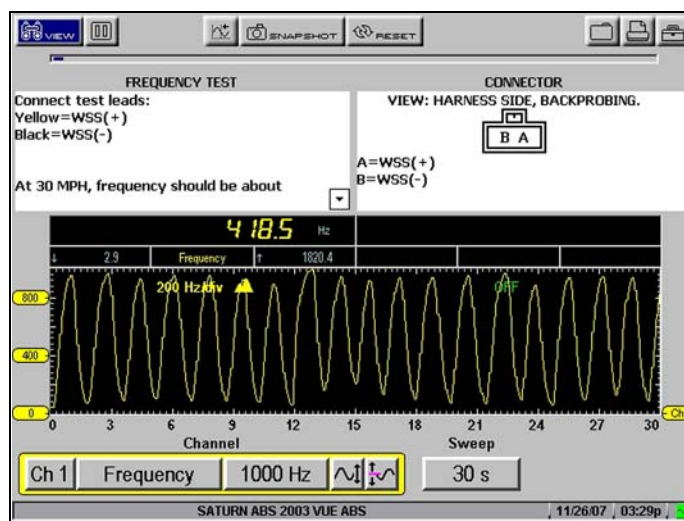 VIEW
SNAPSHOT
RESET
FREQUENCY TEST
Connect test leads:
Yellow=WSS(+)
Black=WSS(-)
At 30 MPH, frequency should be about
CONNECTOR
VIEW: HARNESS SIDE, BACKPROBING.
B A
A=WSS(+)
B=WSS(-)
418.5 Hz
2.9 Frequency 1820.4
200 Hz/div
OFF
800
400
0
Ch
0 3 6 9 12 15 18 21 24 27 30
Channel
Sweep
Ch 1 Frequency 1000 Hz 30 s
SATURN ABS 2003 VUE ABS
11/26/07 03:29p